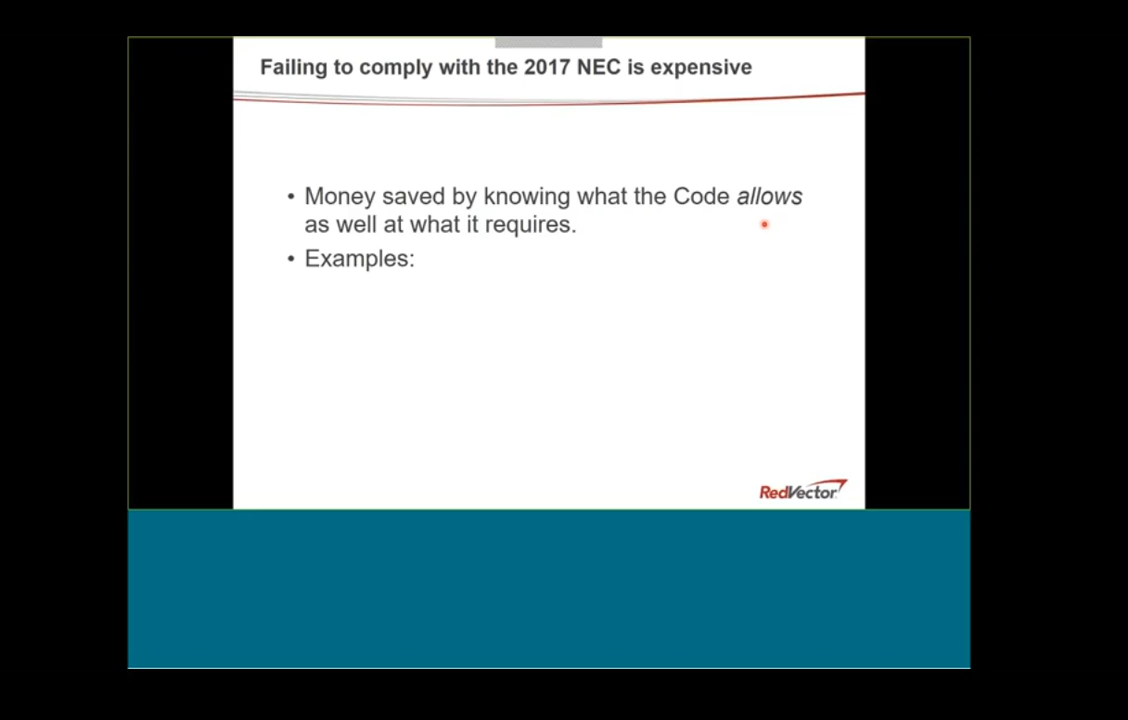 Failing to comply with the 2017 NEC is expensive
• Money saved by knowing what the Code allows
as well at what it requires.
• Examples:
RedVector